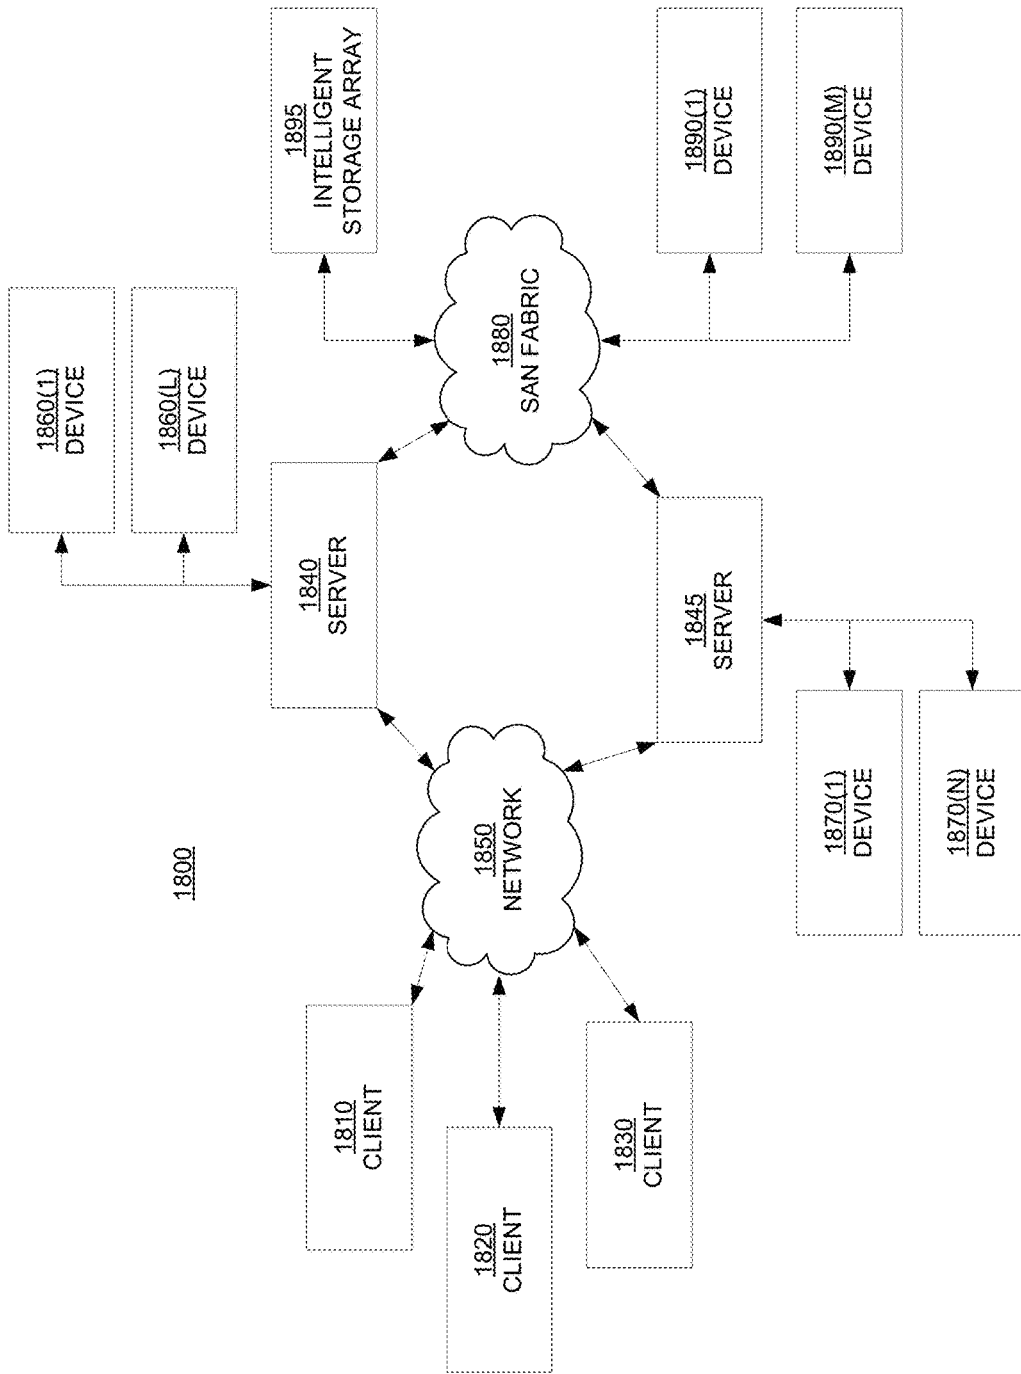 1800
1860(1)
DEVICE
1860(L)
DEVICE
1895
INTELLIGENT
STORAGE ARRAY
1810
CLIENT
1840
SERVER
1820
CLIENT
1850
NETWORK
1880
SAN FABRIC
1830
CLIENT
1845
SERVER
1890(1)
DEVICE
1870(1)
DEVICE
1890(M)
DEVICE
1870(N)
DEVICE